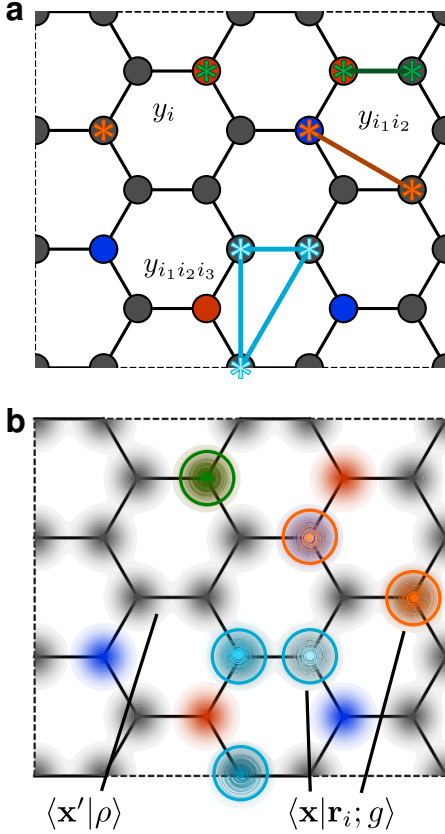 a
y_i
y_{i_1 i_2}
y_{i_1 i_2 i_3}
b
⟨x′|ρ⟩
⟨x|r_i; g⟩